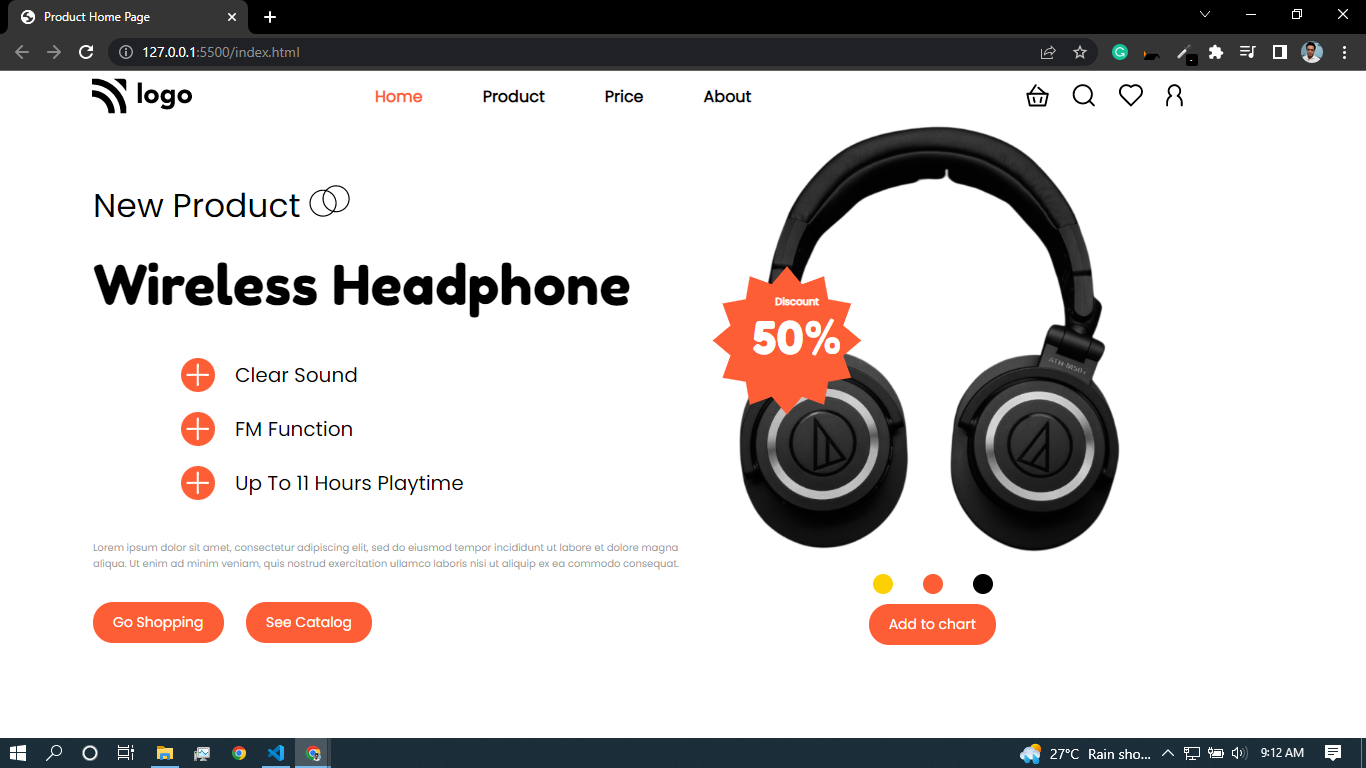 Product Home Page
127.0.0.1:5500/index.html
logo
Home Product Price About
New Product
Wireless Headphone
Discount
50%
ATH-M50x
Clear Sound
FM Function
Up To 11 Hours Playtime
Lorem ipsum dolor sit amet, consectetur adipiscing elit, sed do eiusmod tempor incididunt ut labore et dolore magna
aliqua. Ut enim ad minim veniam, quis nostrud exercitation ullamco laboris nisi ut aliquip ex ea commodo consequat.
Go Shopping See Catalog
Add to chart
27°C Rain sho... 9:12 AM